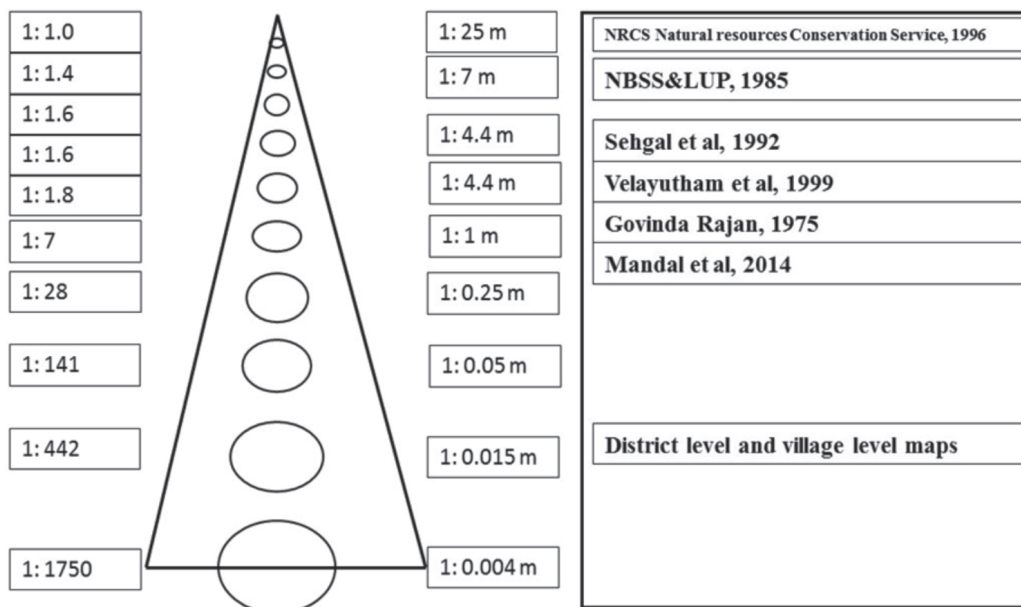 1: 1.0
1: 1.4
1: 1.6
1: 1.6
1: 1.8
1: 7
1: 28
1: 141
1: 442
1: 1750
1: 25 m
1: 7 m
1: 4.4 m
1: 4.4 m
1: 1 m
1: 0.25 m
1: 0.05 m
1: 0.015 m
1: 0.004 m
NRCS Natural resources Conservation Service, 1996
NBSS&LUP, 1985
Sehgal et al, 1992
Velayutham et al, 1999
Govinda Rajan, 1975
Mandal et al, 2014
District level and village level maps